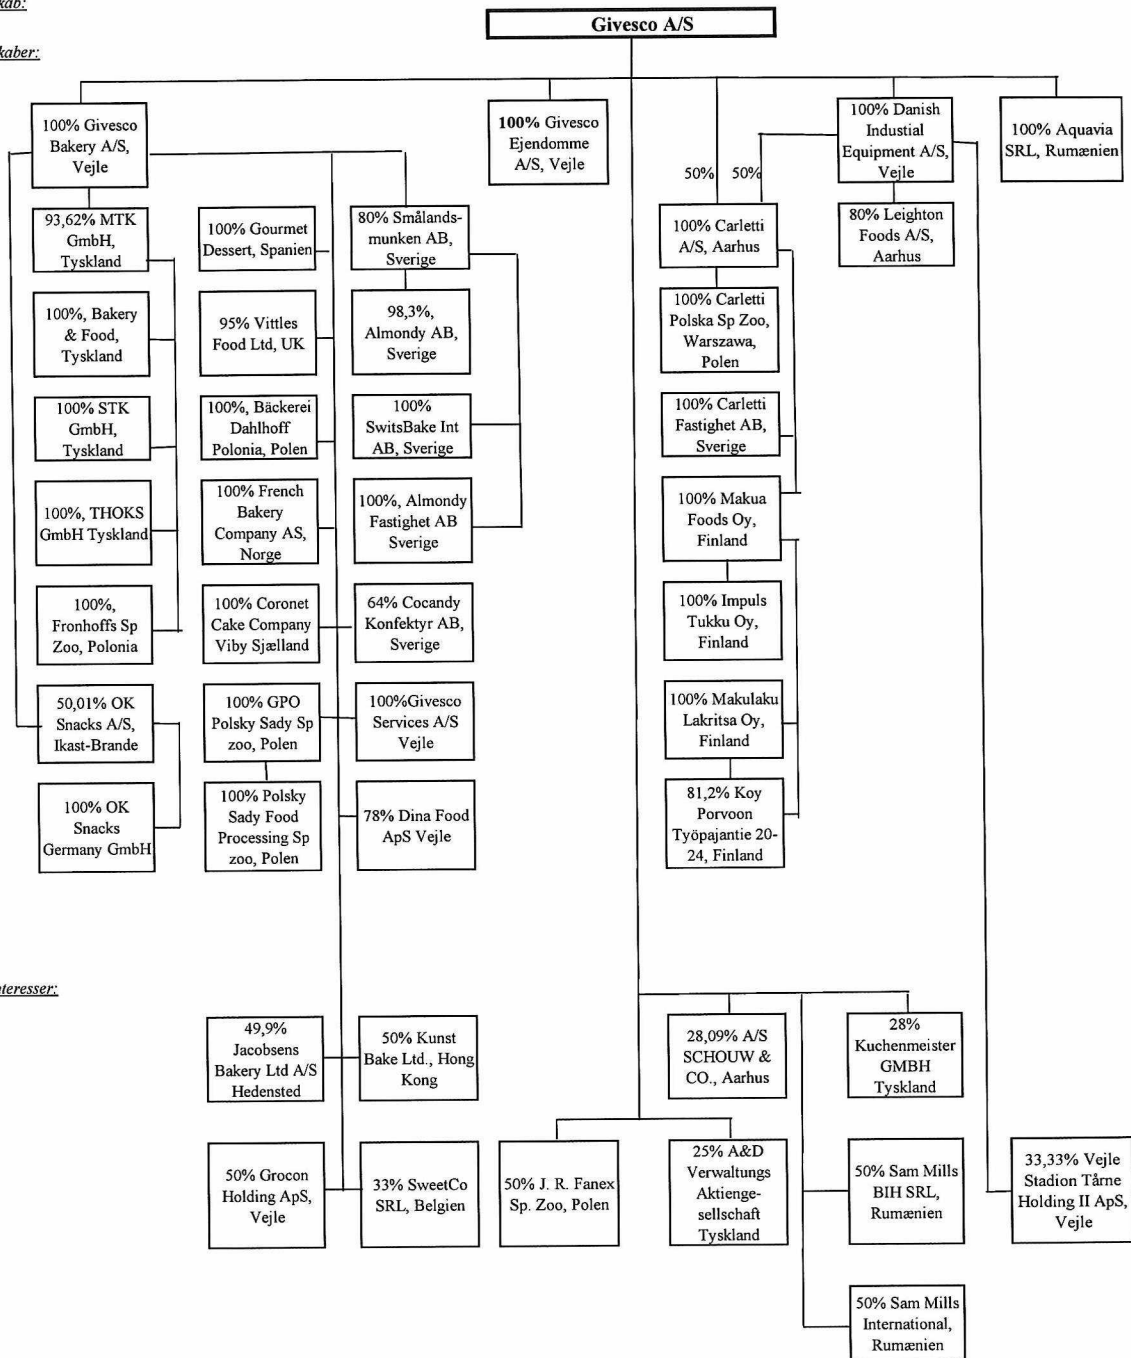 Givesco A/S
100% Givesco
Bakery A/S,
Vejle
100% Givesco
Ejendomme
A/S, Vejle
50%
50%
100% Danish
Industial
Equipment A/S,
Vejle
100% Aquavia
SRL, Rumænien
93,62% MTK
GmbH,
Tyskland
100% Gourmet
Dessert, Spanien
80% Smålands-
munken AB,
Sverige
100% Carletti
A/S, Aarhus
80% Leighton
Foods A/S,
Aarhus
100%, Bakery
& Food,
Tyskland
95% Vittles
Food Ltd, UK
98,3%,
Almondy AB,
Sverige
100% Carletti
Polska Sp Zoo,
Warszawa,
Polen
100% STK
GmbH,
Tyskland
100%, Bäckerei
Dahlhoff
Polonia, Polen
100%
SwitsBake Int
AB, Sverige
100% Carletti
Fastighet AB,
Sverige
100%, THOKS
GmbH Tyskland
100% French
Bakery
Company AS,
Norge
100%, Almondy
Fastighet AB
Sverige
100% Makua
Foods Oy,
Finland
100%,
Fronhoffs Sp
Zoo, Polonia
100% Coronet
Cake Company
Viby Sjælland
64% Cocandy
Konfektyr AB,
Sverige
100% Impuls
Tukku Oy,
Finland
50,01% OK
Snacks A/S,
Ikast-Brande
100% GPO
Polsky Sady Sp
zoo, Polen
100%Givesco
Services A/S
Vejle
100% Makulaku
Lakritsa Oy,
Finland
100% OK
Snacks
Germany GmbH
100% Polsky
Sady Food
Processing Sp
zoo, Polen
78% Dina Food
ApS Vejle
81,2% Koy
Porvoon
Työpajantie 20-
24, Finland
nteresser:
49,9%
Jacobsens
Bakery Ltd A/S
Hedensted
50% Kunst
Bake Ltd., Hong
Kong
28,09% A/S
SCHOUW &
CO., Aarhus
28%
Kuchenmeister
GMBH
Tyskland
50% Grocon
Holding ApS,
Vejle
33% SweetCo
SRL, Belgien
50% J. R. Fanex
Sp. Zoo, Polen
25% A&D
Verwaltungs
Aktienge-
sellschaft
Tyskland
50% Sam Mills
BIH SRL,
Rumænien
33,33% Vejle
Stadion Tårne
Holding II ApS,
Vejle
50% Sam Mills
International,
Rumænien